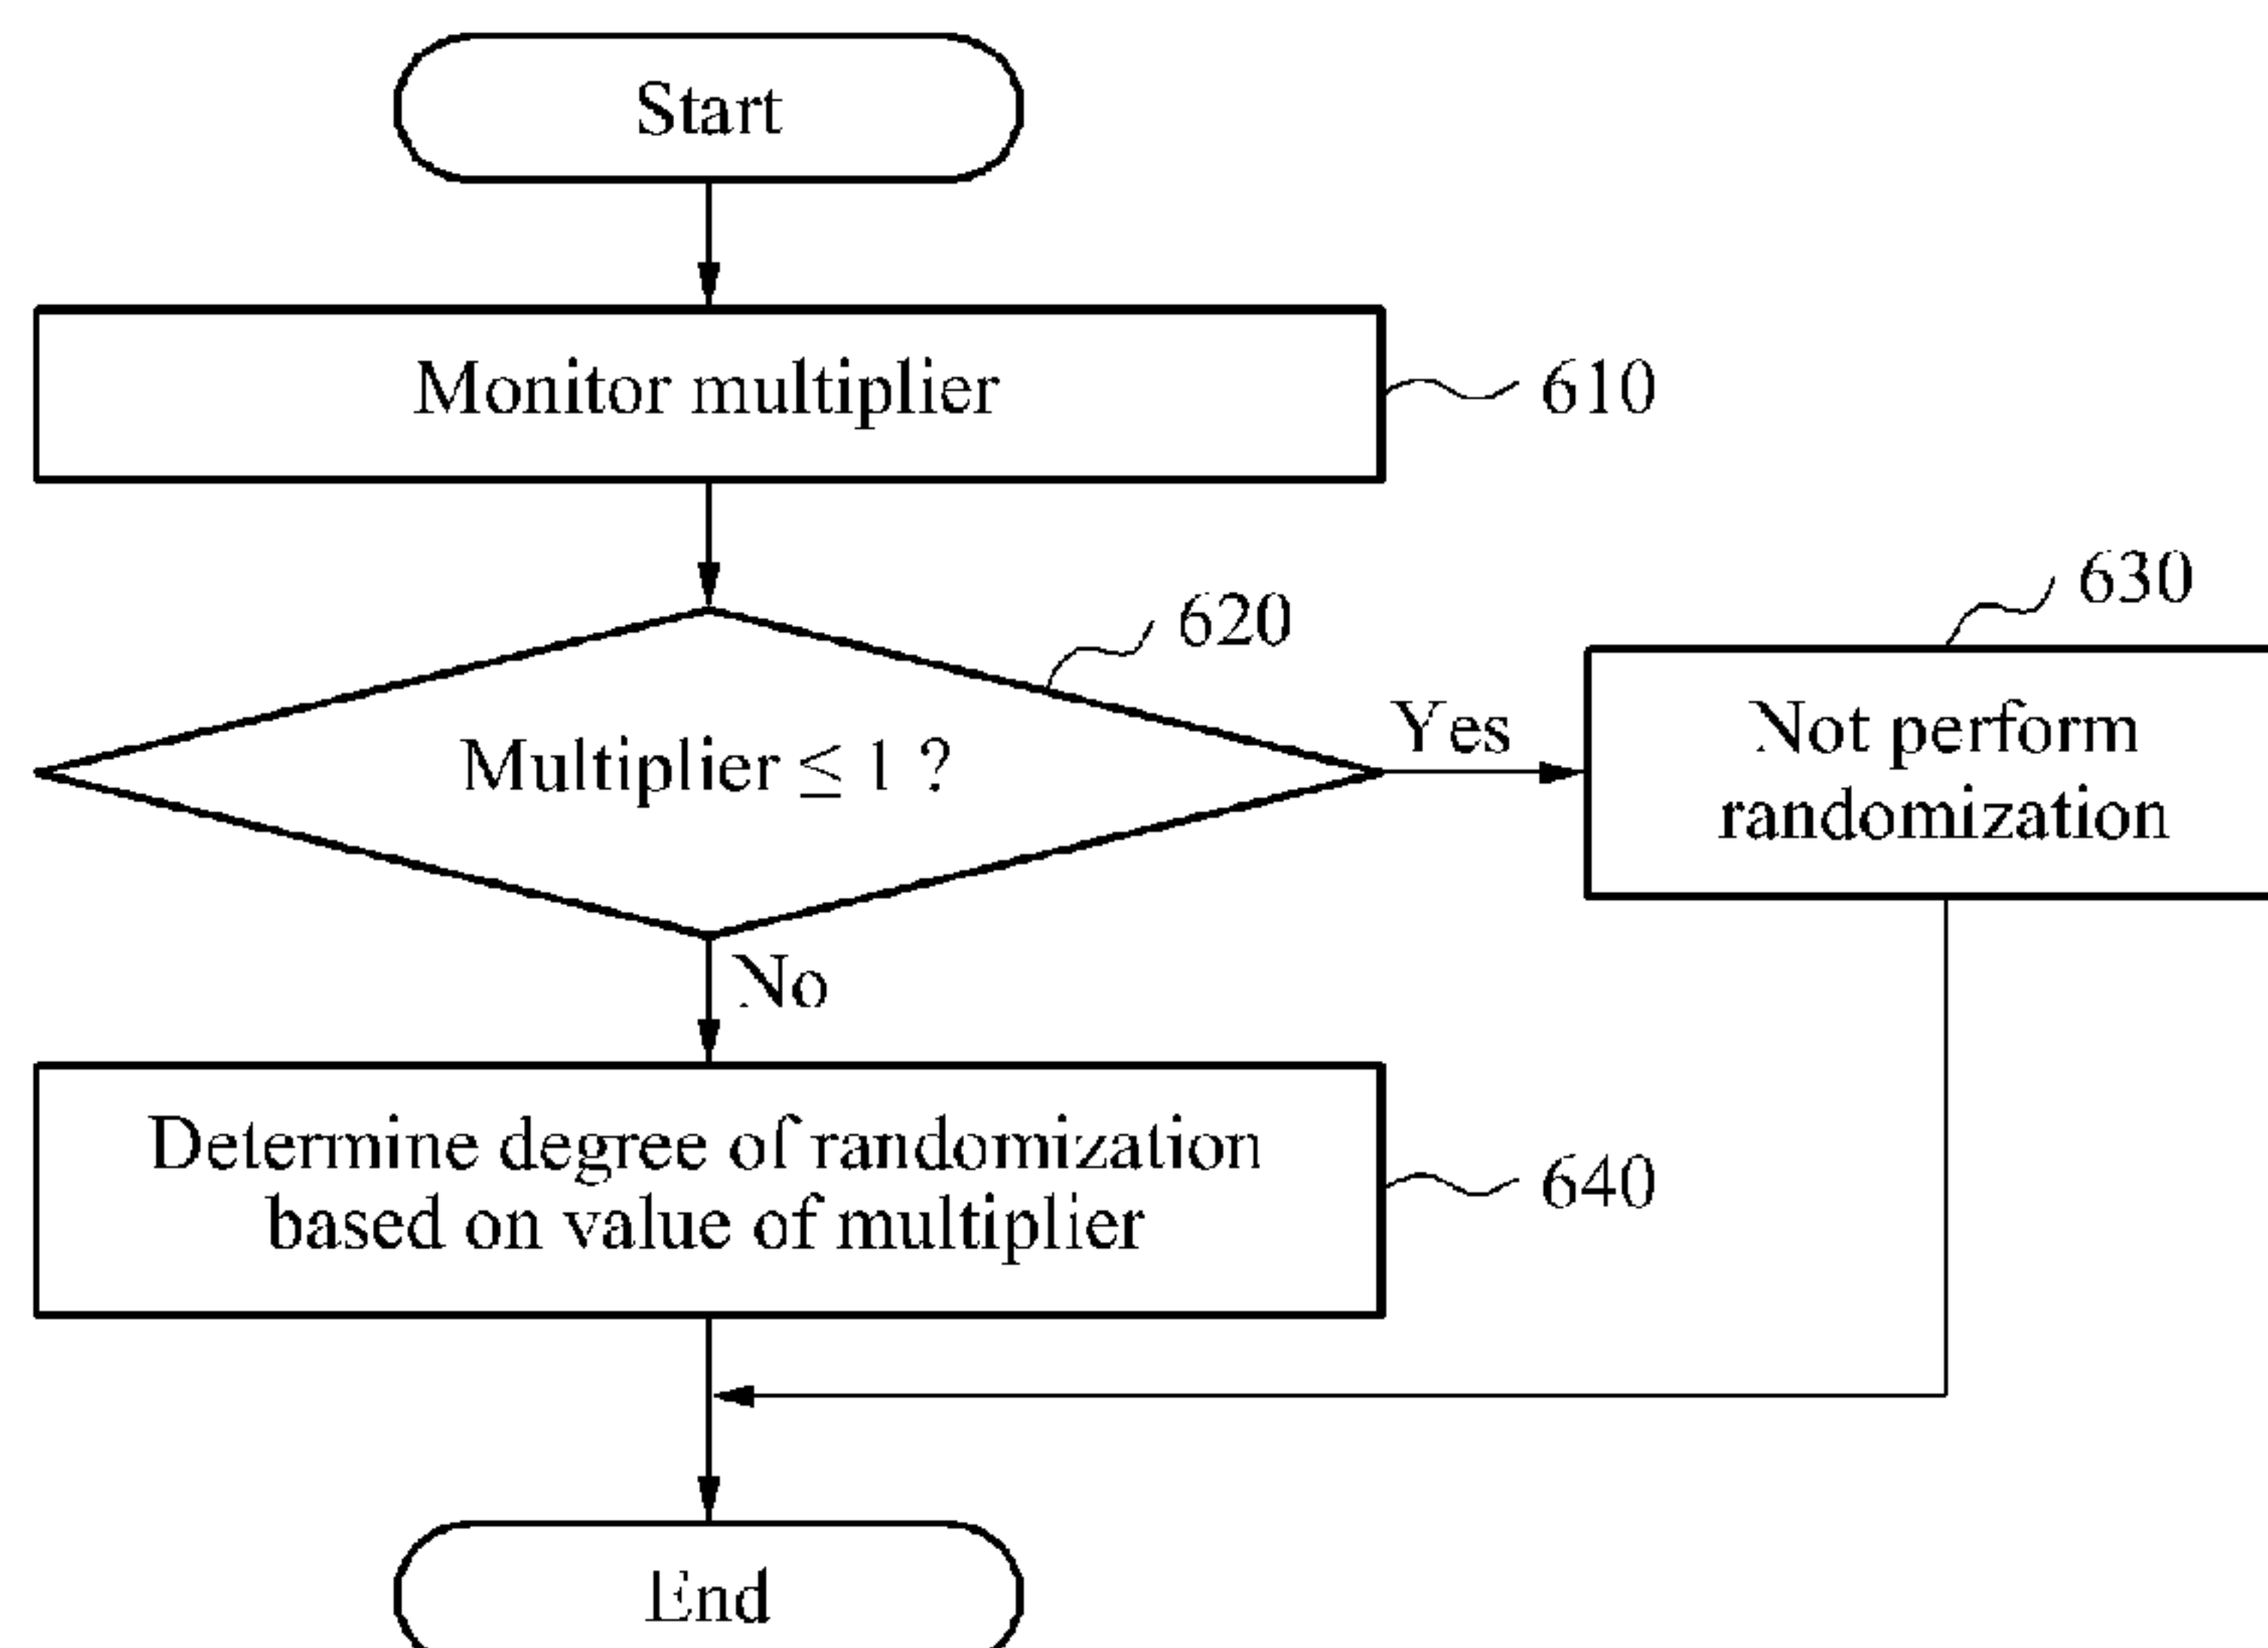 Start
Monitor multiplier
610
620
Multiplier ≤ 1 ?
Yes
630
Not perform
randomization
No
Determine degree of randomization
based on value of multiplier
640
End